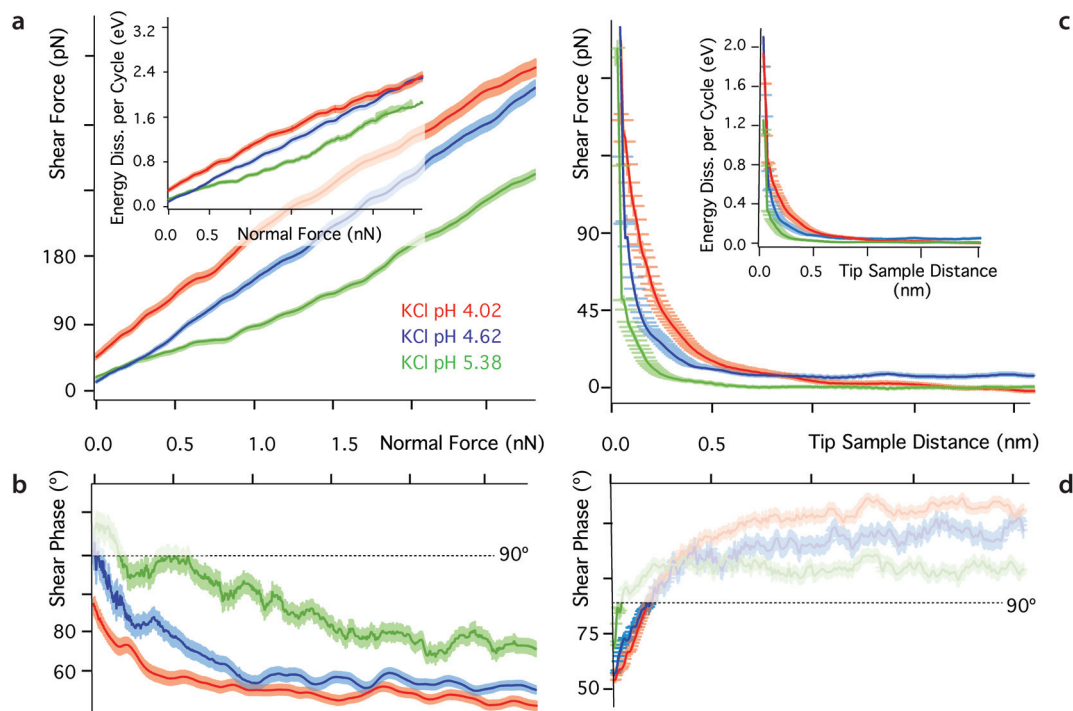 a
Shear Force (pN)
180
90
0
Energy Diss. per Cycle (eV)
3.2
2.4
1.6
0.8
0.0
0.0 0.5
Normal Force (nN)
KCl pH 4.02
KCl pH 4.62
KCl pH 5.38
0.0 0.5 1.0 1.5 Normal Force (nN)
c
Shear Force (pN)
90
45
0
Energy Diss. per Cycle (eV)
2.0
1.6
1.2
0.8
0.4
0.0
0.0 0.5
Tip Sample Distance
(nm)
0.0 0.5 Tip Sample Distance (nm)
b
Shear Phase (º)
90º
80
60
d
Shear Phase (º)
90º
75
50